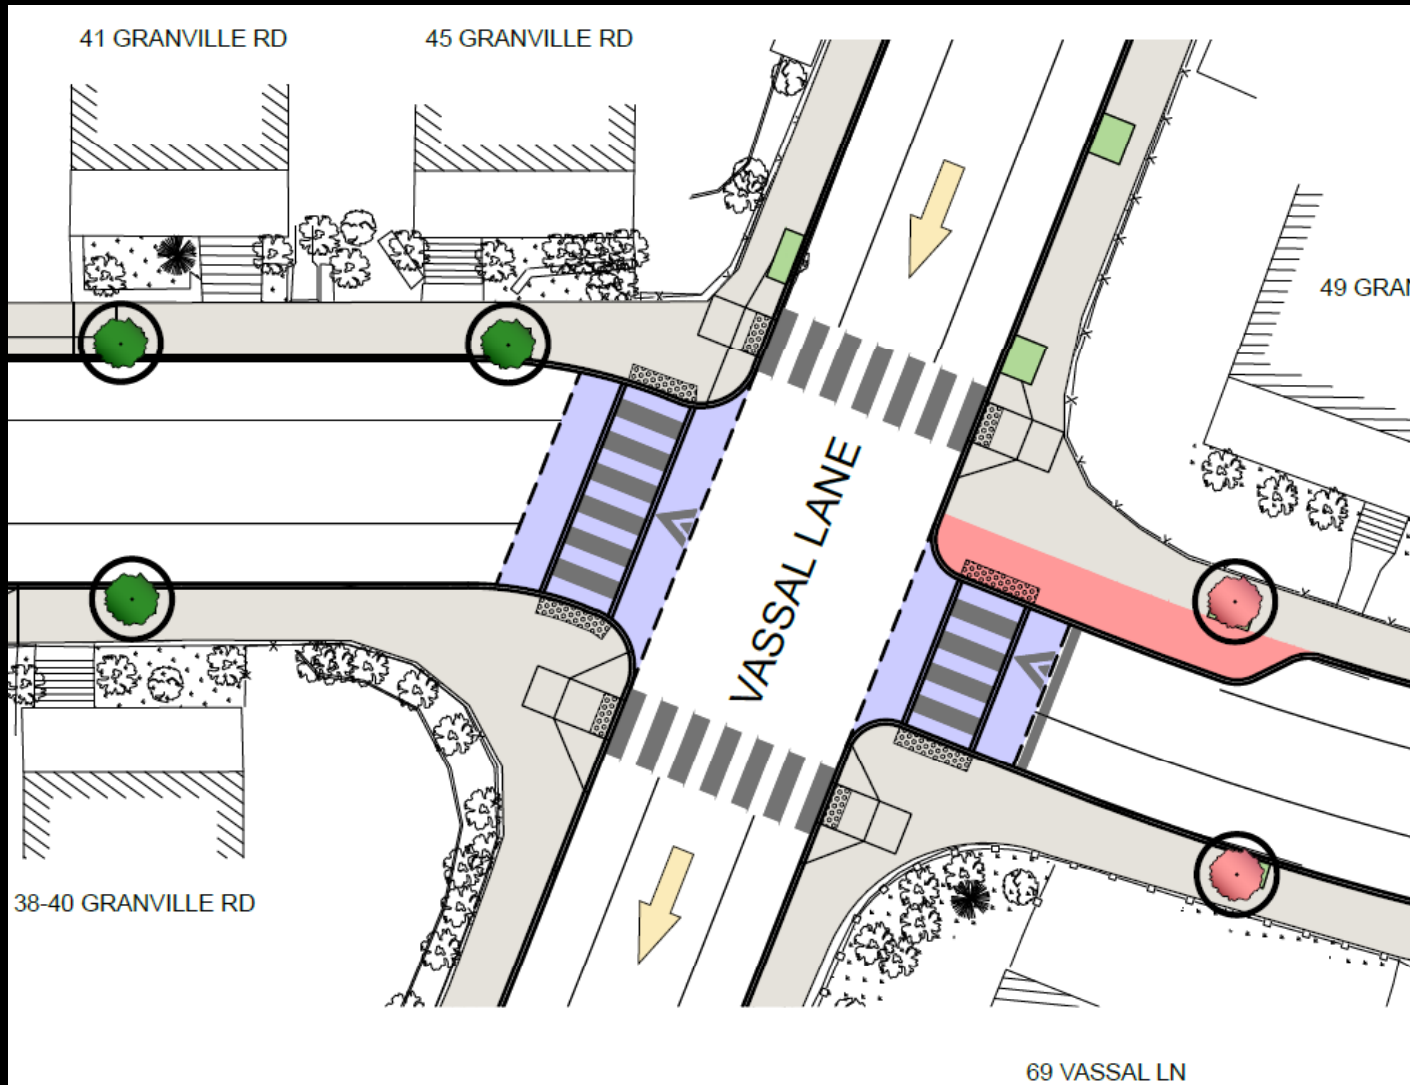 41 GRANVILLE RD
45 GRANVILLE RD
49 GRAN
VASSAL LANE
38-40 GRANVILLE RD
69 VASSAL LN